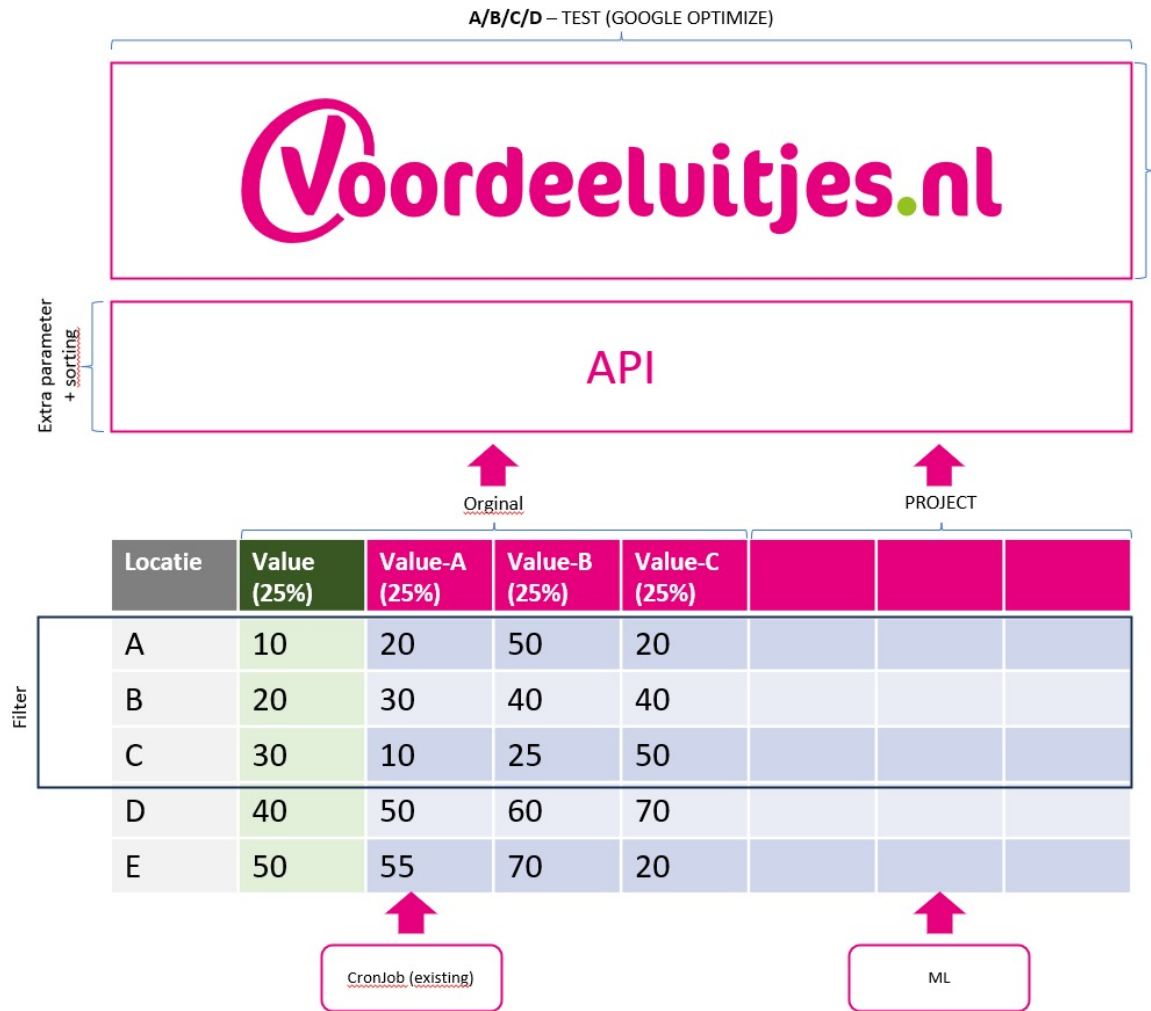 A/B/C/D – TEST (GOOGLE OPTIMIZE)
Voordeeluitjes.nl
Extra parameter
+ sorting
API
Orginal
PROJECT
Locatie Value (25%) Value-A (25%) Value-B (25%) Value-C (25%)
Filter
A 10 20 50 20
B 20 30 40 40
C 30 10 25 50
D 40 50 60 70
E 50 55 70 20
CronJob (existing)
ML